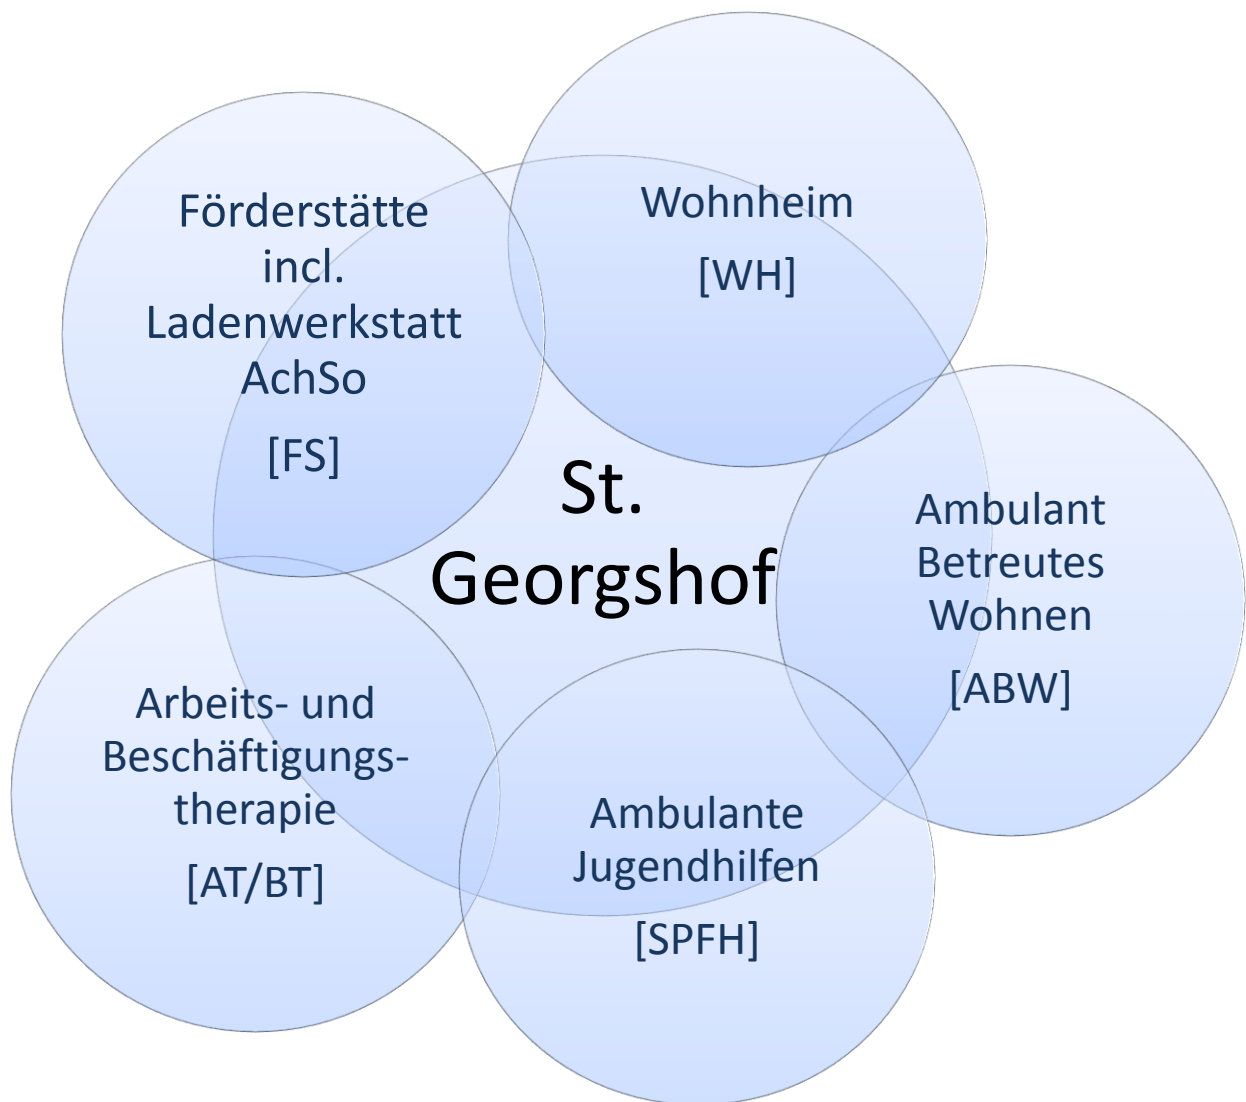 Wohnheim
[WH]
Förderstätte
incl.
Ladenwerkstatt
AchSo
[FS]
St.
Georgshof
Ambulant
Betreutes
Wohnen
[ABW]
Arbeits- und
Beschäftigungs-
therapie
[AT/BT]
Ambulante
Jugendhilfen
[SPFH]